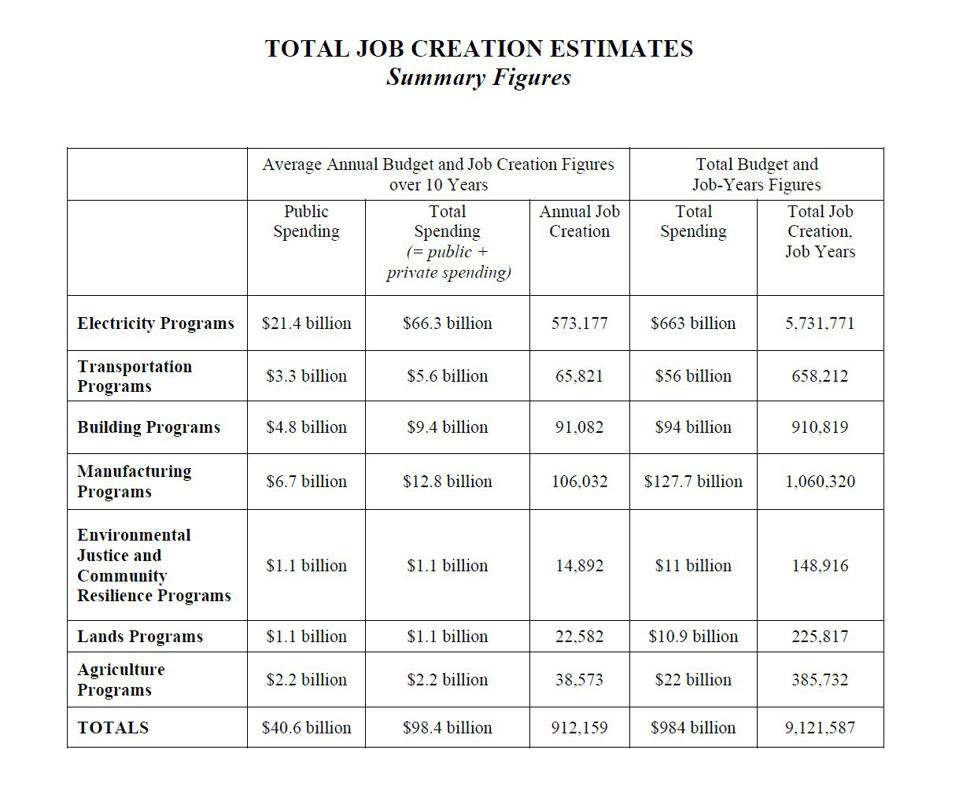 TOTAL JOB CREATION ESTIMATES
Summary Figures
Average Annual Budget and Job Creation Figures
over 10 Years
Total Budget and
Job-Years Figures
Public
Spending
Total
Spending
(= public +
private spending)
Annual Job
Creation
Total
Spending
Total Job
Creation,
Job Years
Electricity Programs $21.4 billion $66.3 billion 573,177 $663 billion 5,731,771
Transportation
Programs
$3.3 billion $5.6 billion 65,821 $56 billion 658,212
Building Programs $4.8 billion $9.4 billion 91,082 $94 billion 910,819
Manufacturing
Programs
$6.7 billion $12.8 billion 106,032 $127.7 billion 1,060,320
Environmental
Justice and
Community
Resilience Programs
$1.1 billion $1.1 billion 14,892 $11 billion 148,916
Lands Programs $1.1 billion $1.1 billion 22,582 $10.9 billion 225,817
Agriculture
Programs
$2.2 billion $2.2 billion 38,573 $22 billion 385,732
TOTALS $40.6 billion $98.4 billion 912,159 $984 billion 9,121,587